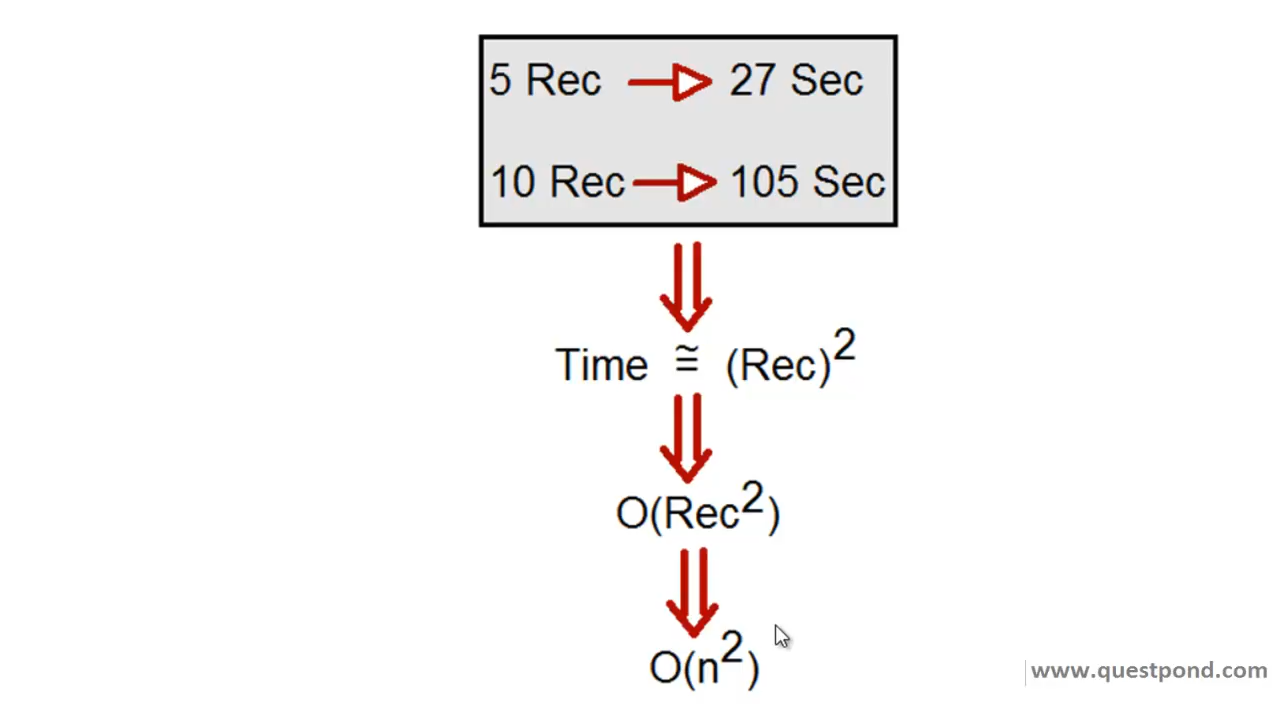 5 Rec 27 Sec
10 Rec 105 Sec
Time ≅ (Rec)²
O(Rec²)
O(n²)
www.questpond.com